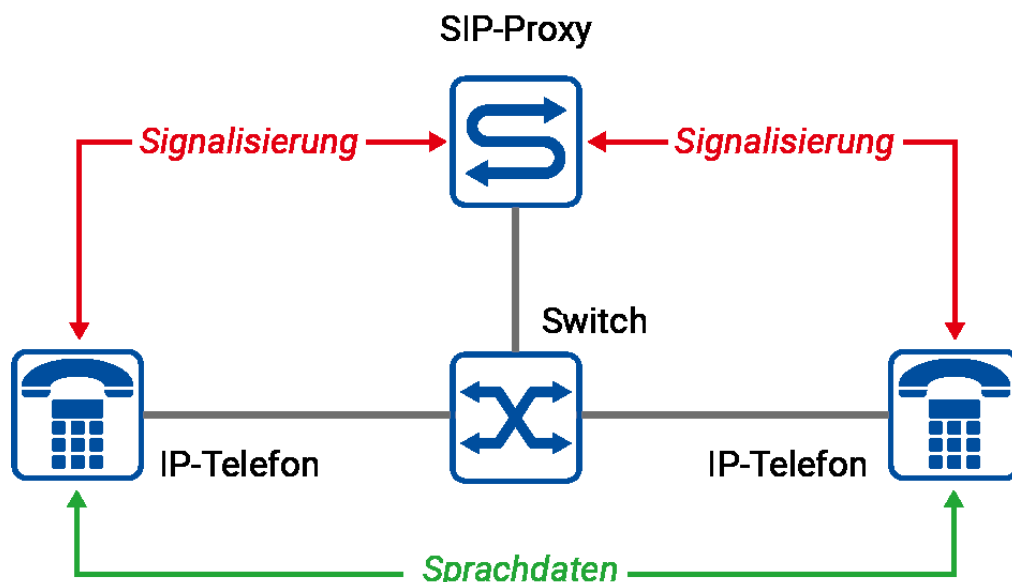 SIP-Proxy
Signalisierung
Signalisierung
Switch
IP-Telefon
IP-Telefon
Sprachdaten